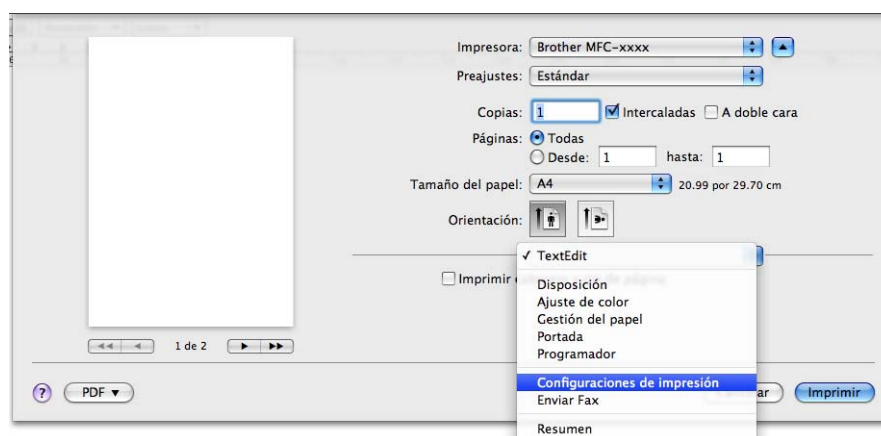 Impresora: Brother MFC-xxxx
Preajustes: Estándar
Copias: 1 Intercaladas A doble cara
Páginas: Todas
Desde: 1 hasta: 1
Tamaño del papel: A4 20.99 por 29.70 cm
Orientación:
✓ TextEdit
Imprimir
Disposición
Ajuste de color
Gestión del papel
Portada
Programador
1 de 2
Configuraciones de impresión
Enviar Fax
Resumen
? PDF ▼ ar Imprimir